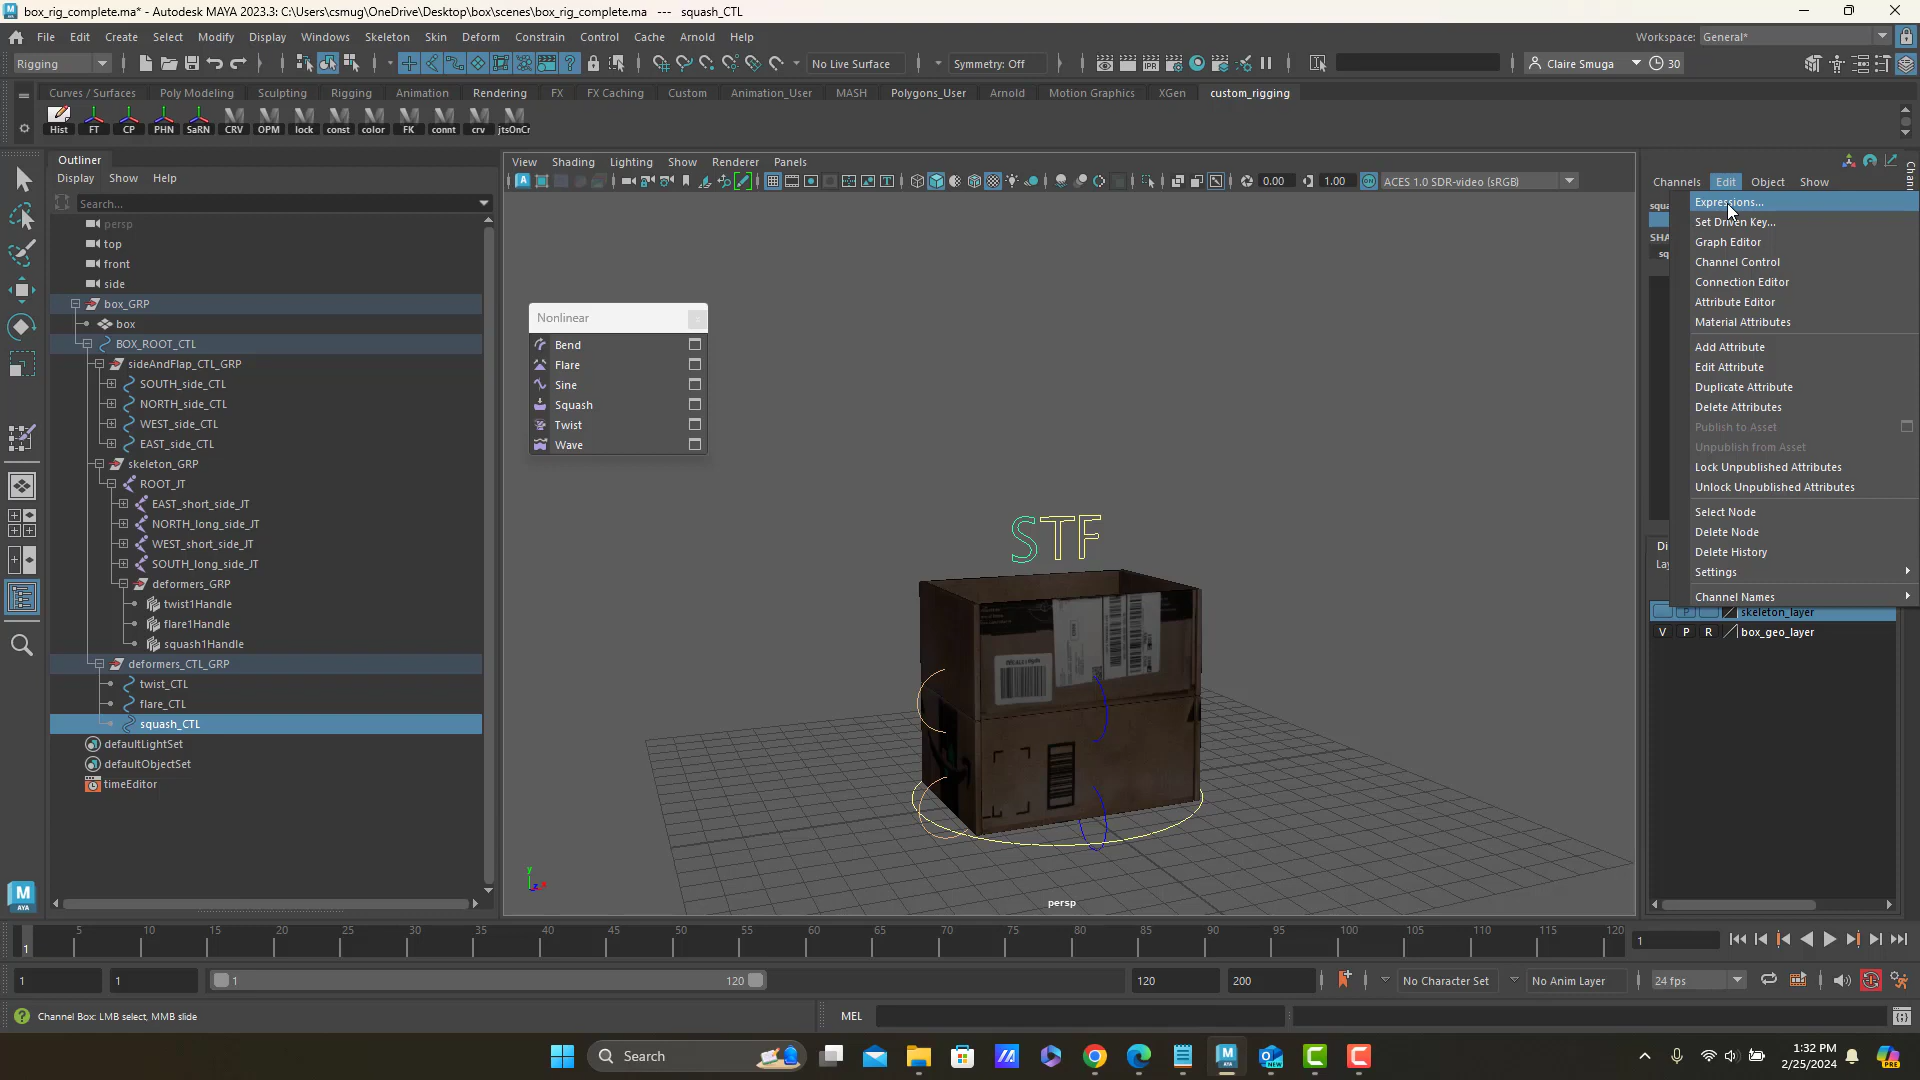 box_rig_complete.ma* - Autodesk MAYA 2023.3: C:\Users\csmug\OneDrive\Desktop\box\scenes\box_rig_complete.ma   ---   squash_CTL
File Edit Create Select Modify Display Windows Skeleton Skin Deform Constrain Control Cache Arnold Help
Workspace: General*
Rigging
No Live Surface
Symmetry: Off
Claire Smuga
30
Curves / Surfaces Poly Modeling Sculpting Rigging Animation Rendering FX FX Caching Custom Animation_User MASH Polygons_User Arnold Motion Graphics XGen custom_rigging
Hist FT CP PHN SaRN CRV OPM lock const color FK connt crv jtsOnCr
Outliner
Display Show Help
Search...
persp
top
front
side
box_GRP
box
BOX_ROOT_CTL
sideAndFlap_CTL_GRP
SOUTH_side_CTL
NORTH_side_CTL
WEST_side_CTL
EAST_side_CTL
skeleton_GRP
ROOT_JT
EAST_short_side_JT
NORTH_long_side_JT
WEST_short_side_JT
SOUTH_long_side_JT
deformers_GRP
twist1Handle
flare1Handle
squash1Handle
deformers_CTL_GRP
twist_CTL
flare_CTL
squash_CTL
defaultLightSet
defaultObjectSet
timeEditor
View Shading Lighting Show Renderer Panels
0.00 1.00 ACES 1.0 SDR-video (sRGB)
Nonlinear
Bend
Flare
Sine
Squash
Twist
Wave
STF
y
persp
Channels Edit Object Show
squa
SHA
sq
Expressions...
Set Driven Key...
Graph Editor
Channel Control
Connection Editor
Attribute Editor
Material Attributes
Add Attribute
Edit Attribute
Duplicate Attribute
Delete Attributes
Publish to Asset
Unpublish from Asset
Lock Unpublished Attributes
Unlock Unpublished Attributes
Select Node
Delete Node
Delete History
Settings
Channel Names
Di
Lay
P skeleton_layer
V P R box_geo_layer
1 5 10 15 20 25 30 35 40 45 50 55 60 65 70 75 80 85 90 95 100 105 110 115 120
1
1 1 1 120 120 200
No Character Set
No Anim Layer
24 fps
Channel Box: LMB select, MMB slide
MEL
M
AYA
Search
1:32 PM
2/25/2024